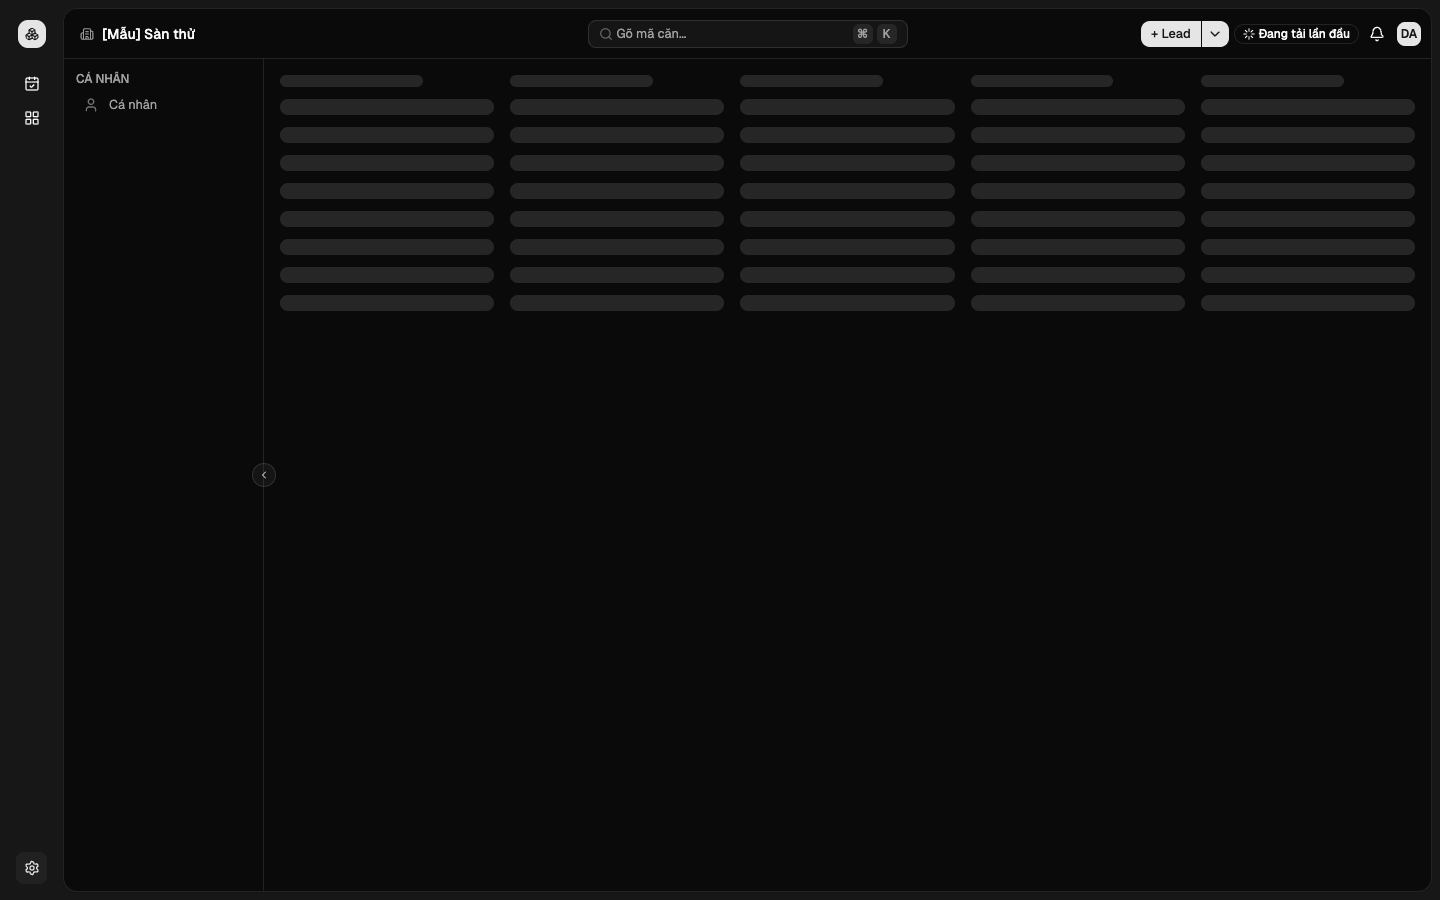 [Mẫu] Sàn thử
Gõ mã căn...
⌘ K
+ Lead
Đang tải lần đầu
DA
CÁ NHÂN
Cá nhân